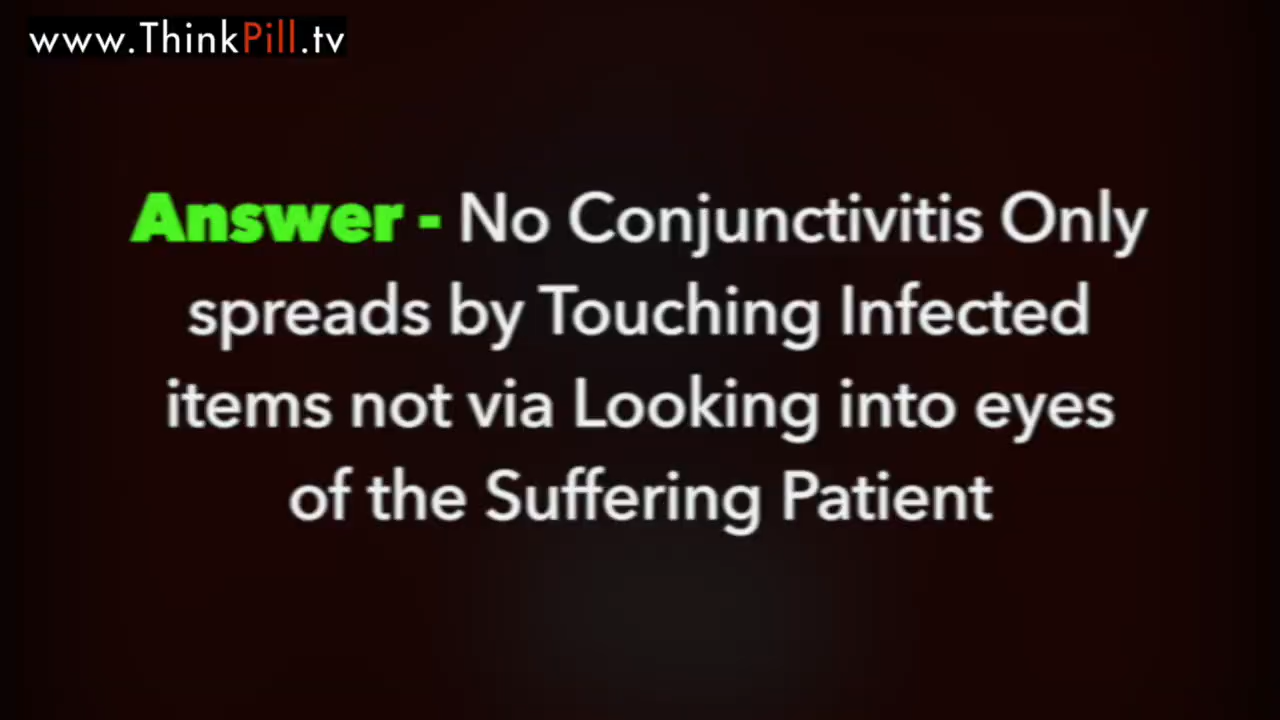 www.ThinkPill.tv
Answer - No Conjunctivitis Only
spreads by Touching Infected
items not via Looking into eyes
of the Suffering Patient